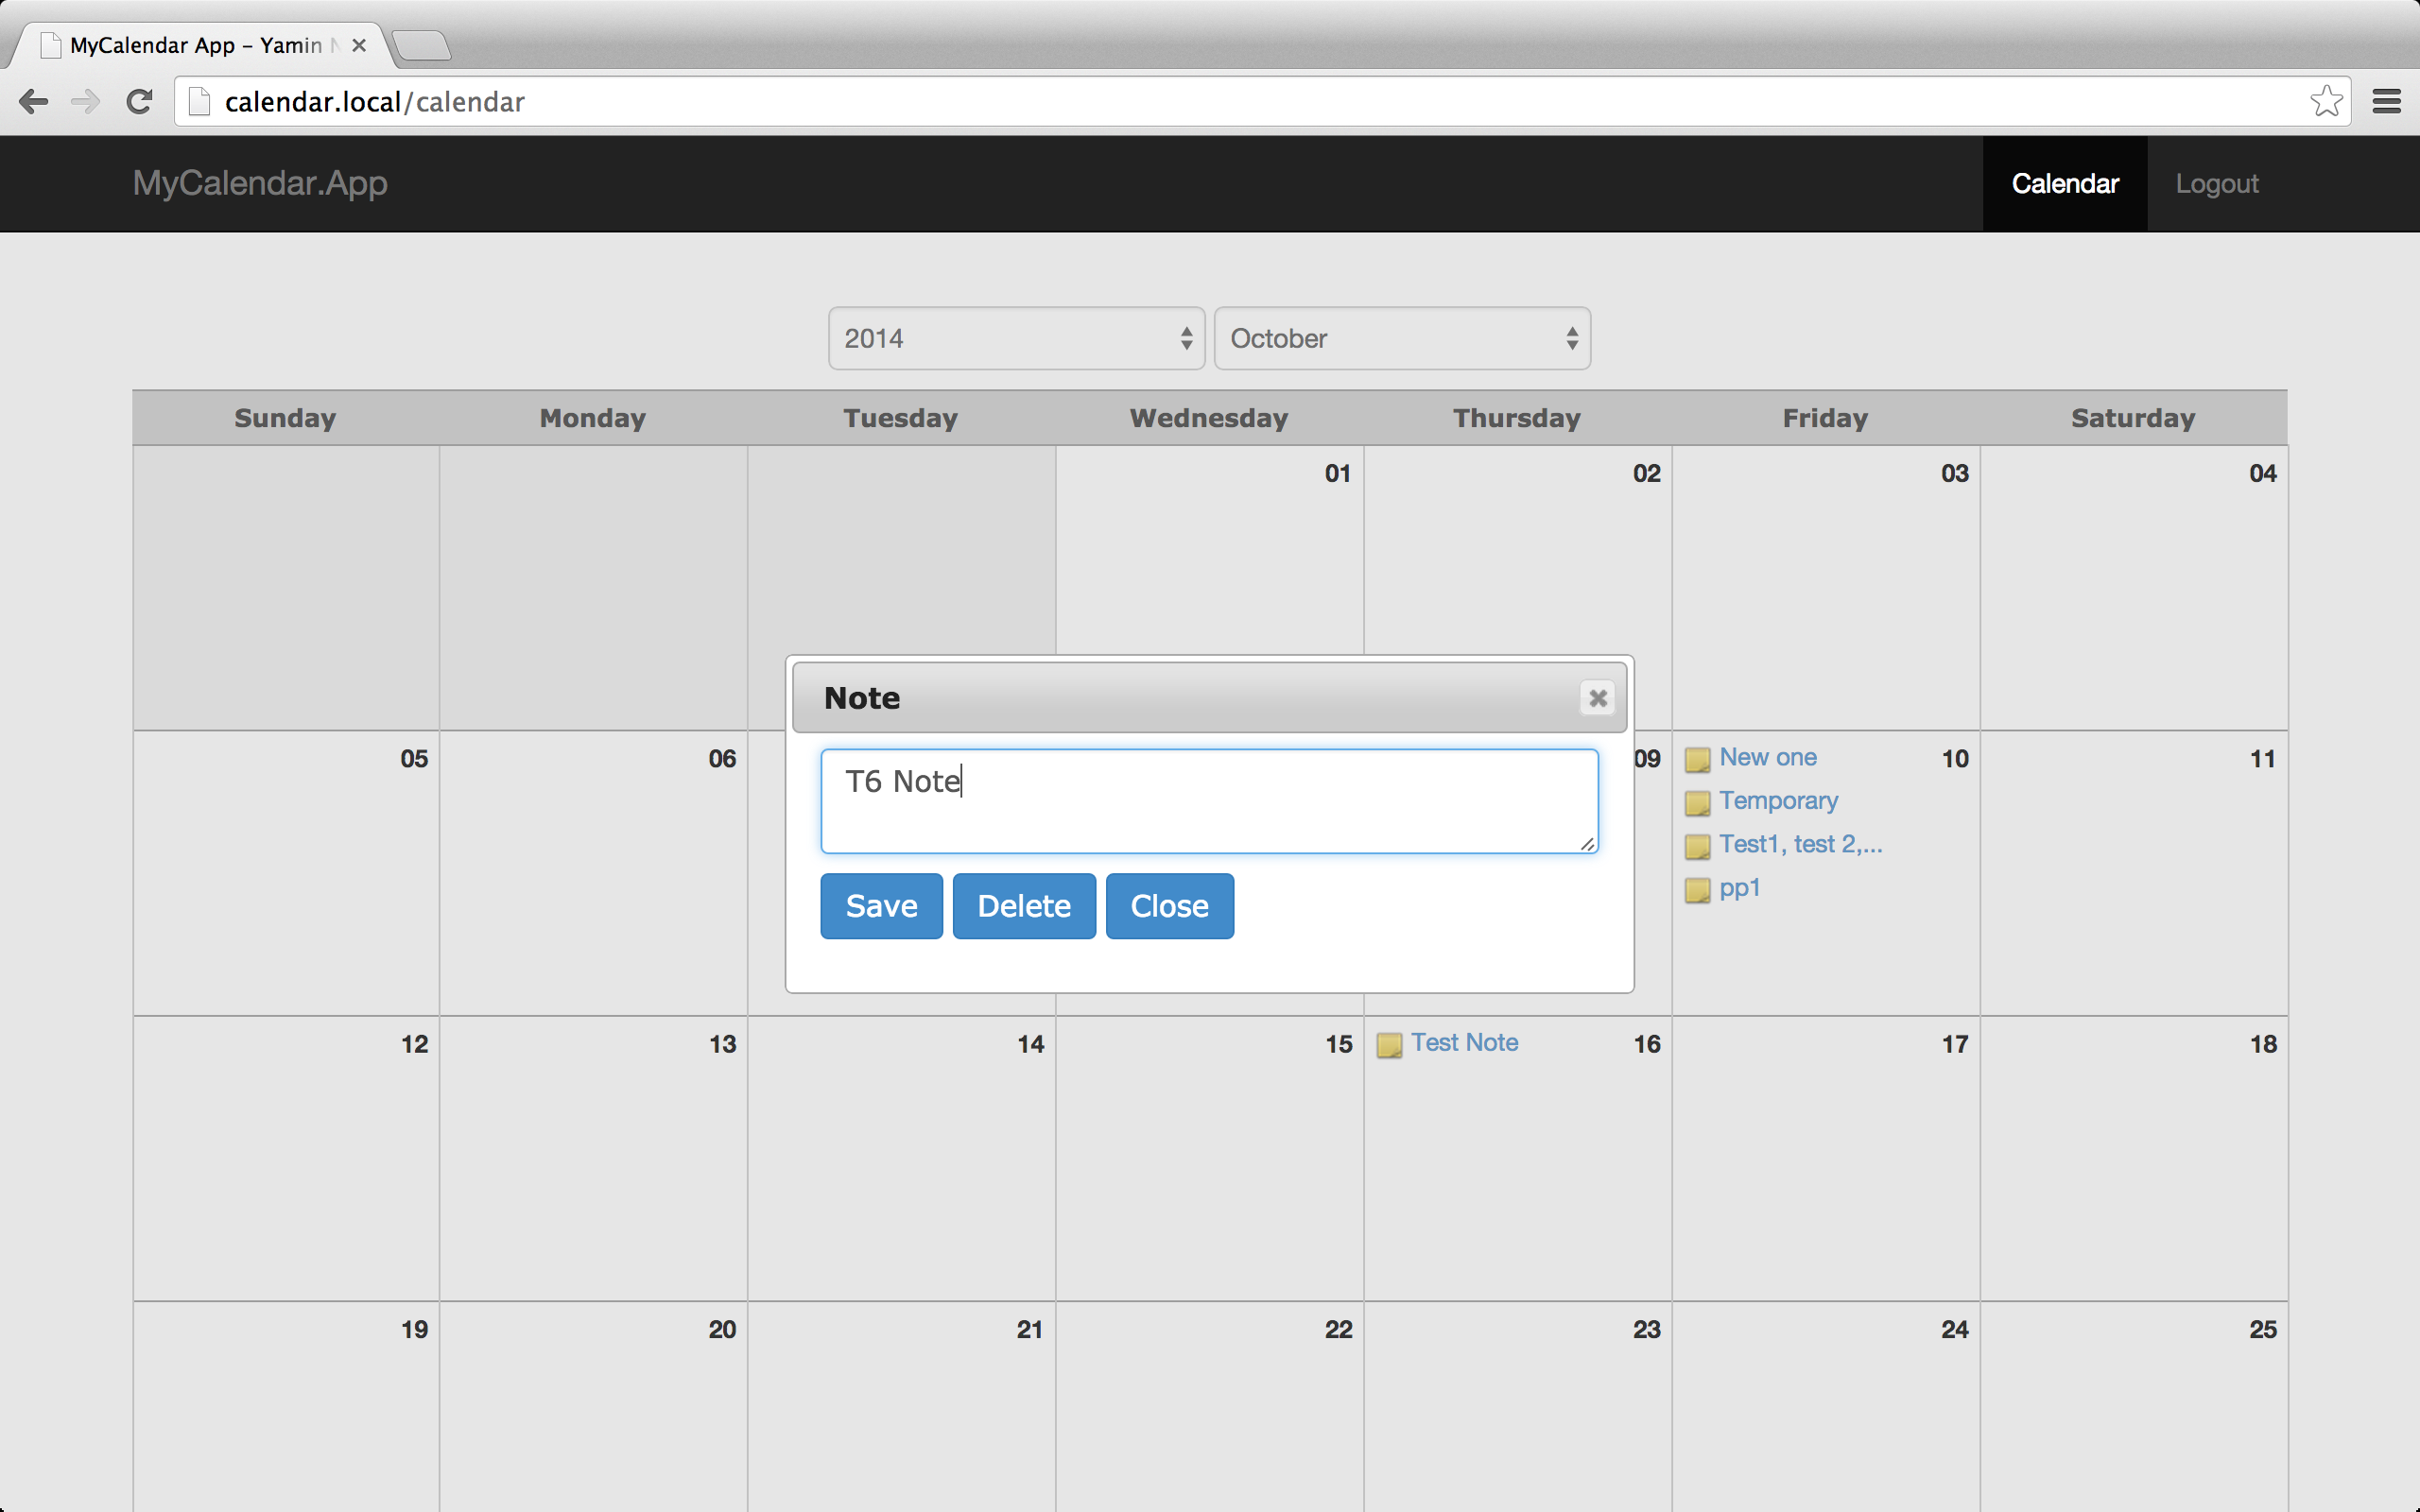 MyCalendar App – Yamin
calendar.local/calendar
MyCalendar.App
Calendar
Logout
2014
October
Sunday
Monday
Tuesday
Wednesday
Thursday
Friday
Saturday
01
02
03
04
Note
05
06
T6 Note
09
New one
10
11
Temporary
Test1, test 2,...
pp1
Save
Delete
Close
12
13
14
15
Test Note
16
17
18
19
20
21
22
23
24
25